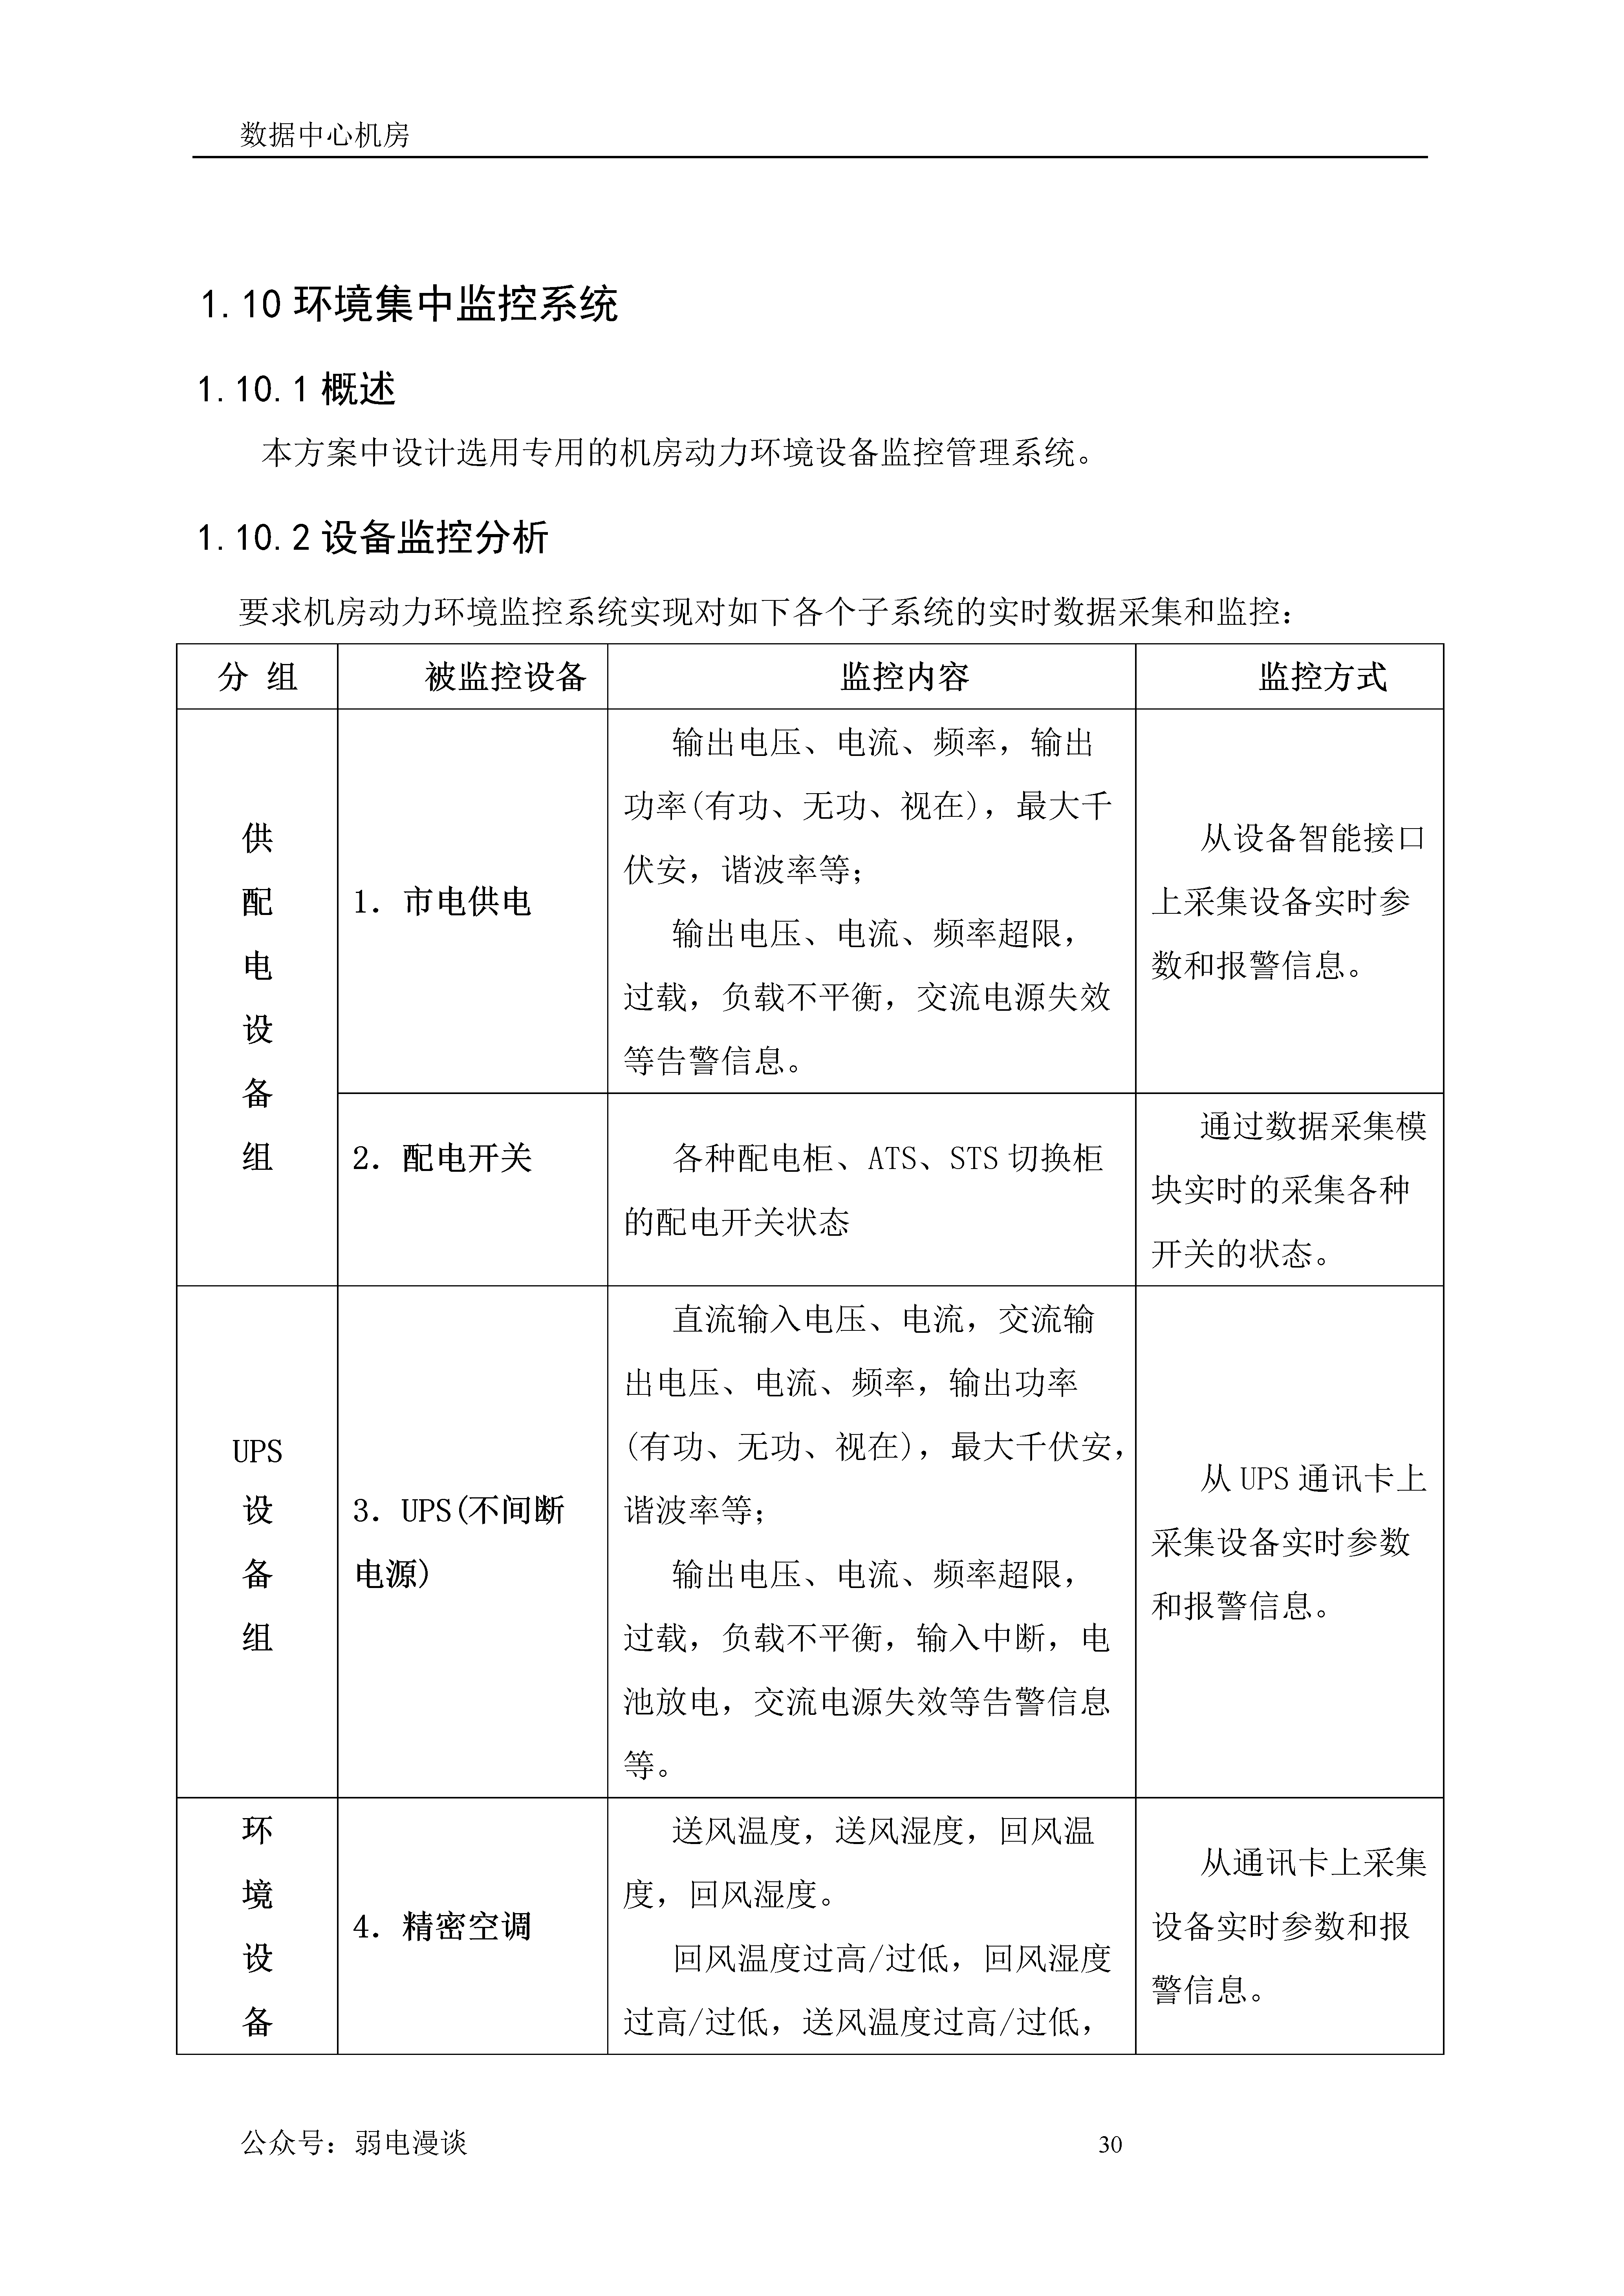 数据中心机房
1.10 环境集中监控系统
1.10.1 概述
本方案中设计选用专用的机房动力环境设备监控管理系统。
1.10.2 设备监控分析
要求机房动力环境监控系统实现对如下各个子系统的实时数据采集和监控：
分 组 被监控设备 监控内容 监控方式
供
配
电
设
备
组
1. 市电供电
输出电压、电流、频率，输出
功率(有功、无功、视在)，最大千
伏安，谐波率等；
输出电压、电流、频率超限，
过载，负载不平衡，交流电源失效
等告警信息。
从设备智能接口
上采集设备实时参
数和报警信息。
2. 配电开关
各种配电柜、ATS、STS 切换柜
的配电开关状态
通过数据采集模
块实时的采集各种
开关的状态。
UPS
设
备
组
3. UPS(不间断
电源)
直流输入电压、电流，交流输
出电压、电流、频率，输出功率
(有功、无功、视在)，最大千伏安，
谐波率等；
输出电压、电流、频率超限，
过载，负载不平衡，输入中断，电
池放电，交流电源失效等告警信息
等。
从 UPS 通讯卡上
采集设备实时参数
和报警信息。
环
境
设
备
4. 精密空调
送风温度，送风湿度，回风温
度，回风湿度。
回风温度过高/过低，回风湿度
过高/过低，送风温度过高/过低，
从通讯卡上采集
设备实时参数和报
警信息。
公众号：弱电漫谈 30